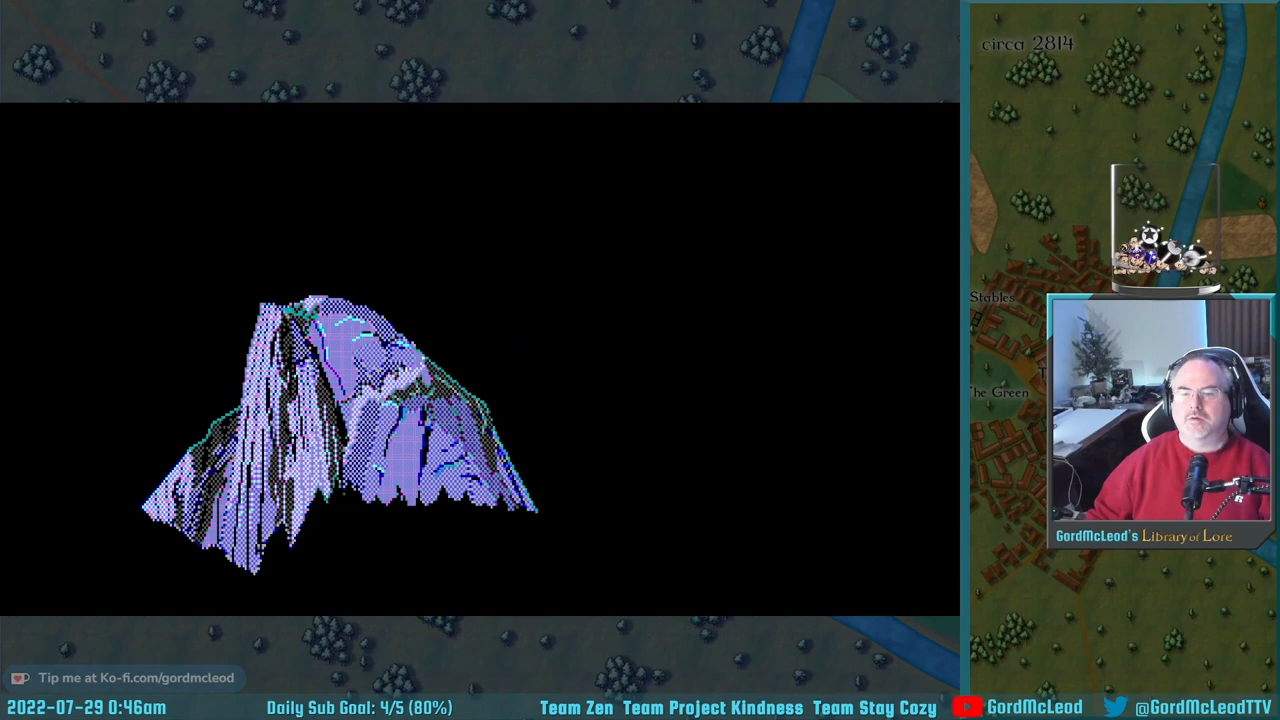 circa 2814
Stables
The Green
GordMcLeod's Library of Lore
Tip me at Ko-fi.com/gordmcleod
2022-07-29 0:46am
Daily Sub Goal: 4/5 (80%)
Team Zen Team Project Kindness Team Stay Cozy
GordMcLeod
@GordMcLeodTTV